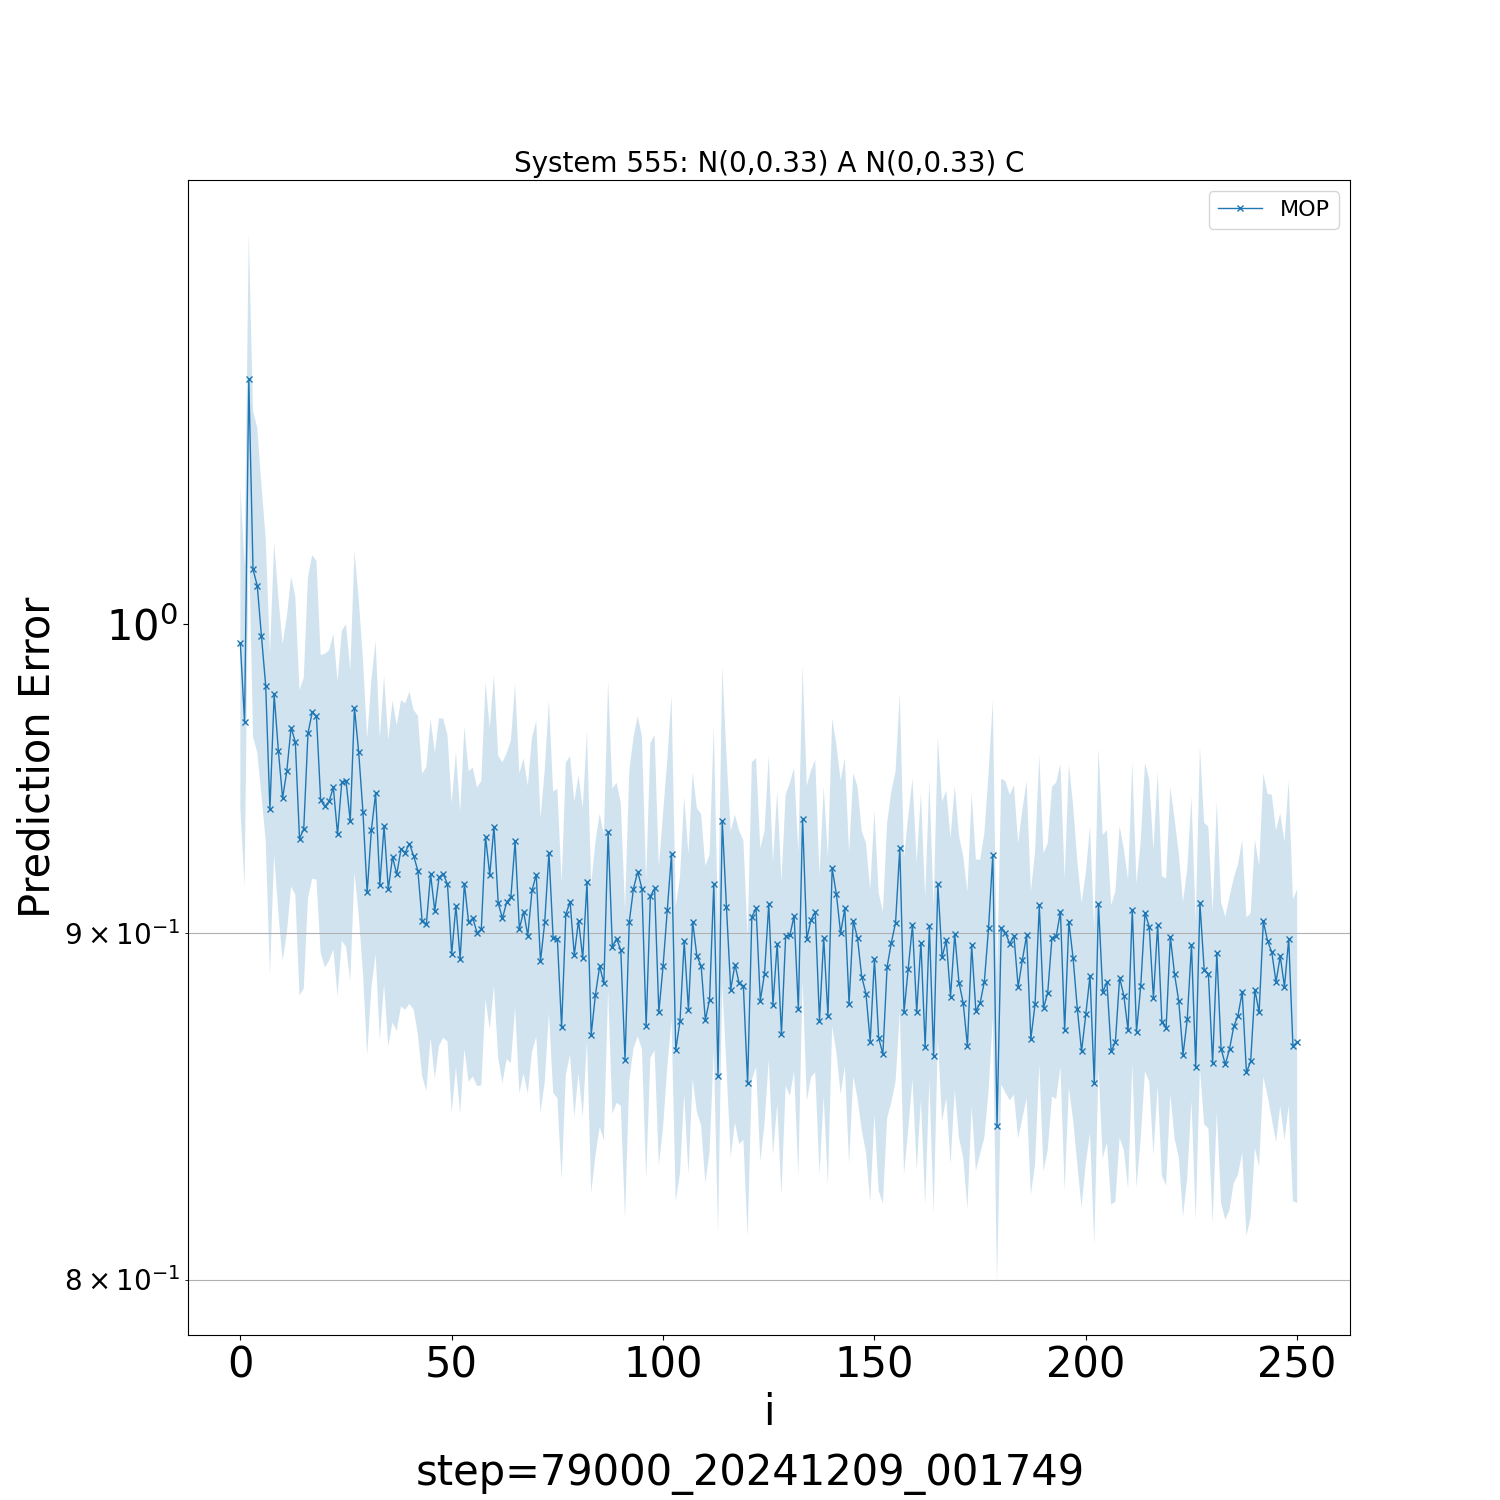 System 555: N(0,0.33) A N(0,0.33) C
MOP
Prediction Error
10⁰
9 × 10⁻¹
8 × 10⁻¹
0 50 100 150 200 250
i
step=79000_20241209_001749